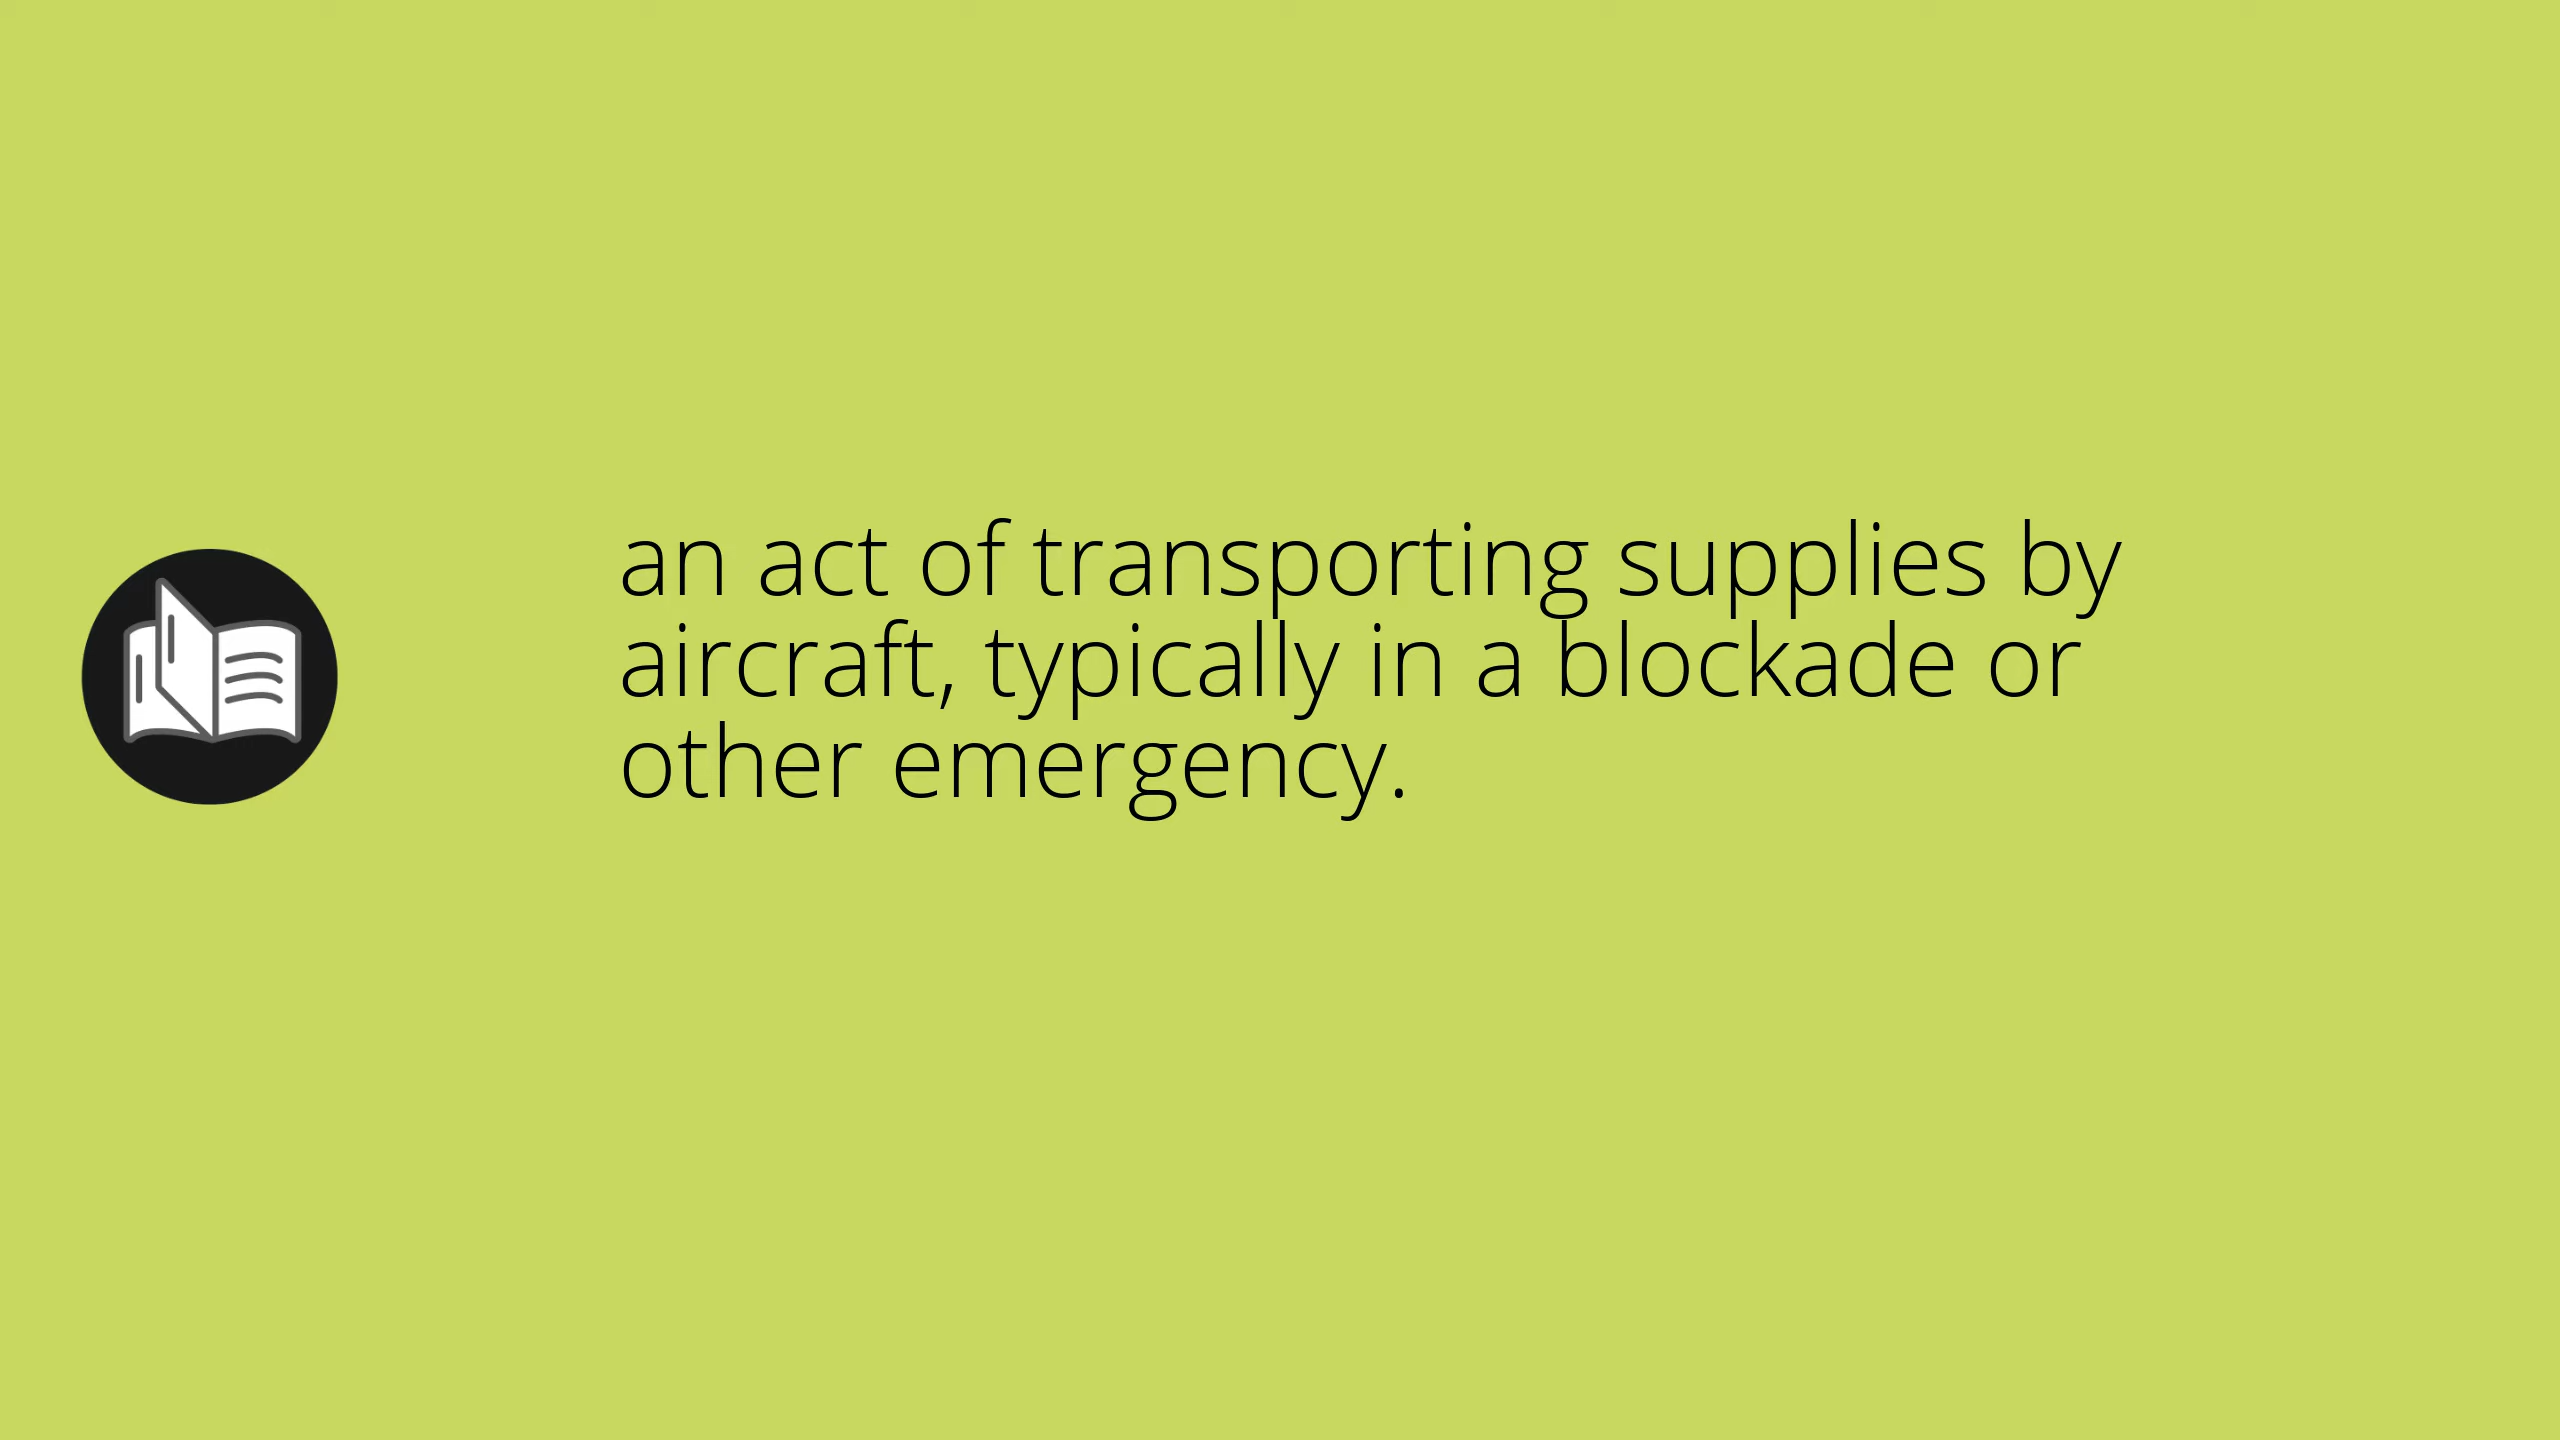 an act of transporting supplies by
aircraft, typically in a blockade or
other emergency.